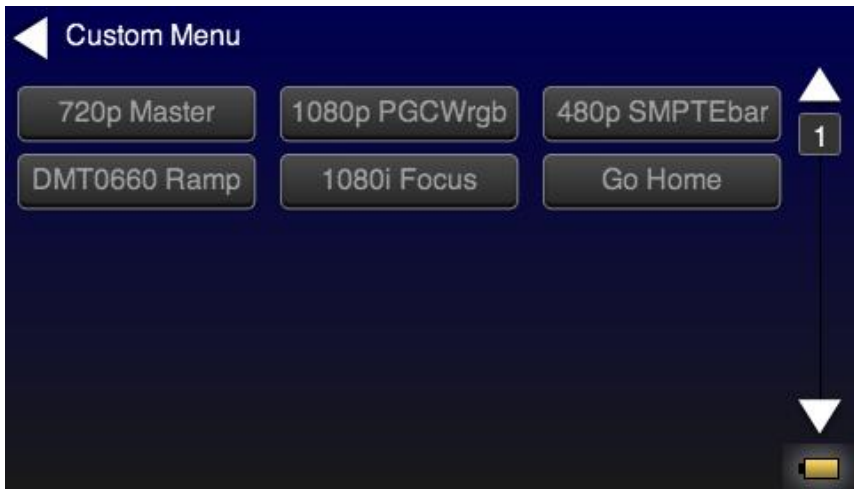 Custom Menu
720p Master 1080p PGCWrgb 480p SMPTEbar
1
DMT0660 Ramp 1080i Focus Go Home